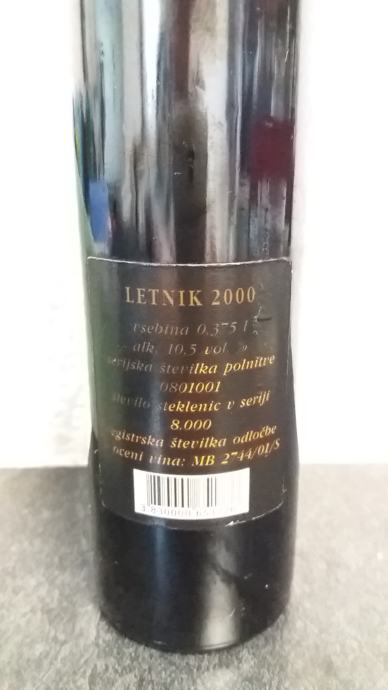 LETNIK 2000
vsebina 0.375 l
alk. 10.5 vol %
serijska številka polnitve
0801001
število steklenic v seriji
8.000
registrska številka odločbe
oceni vina: MB 2744/01/S